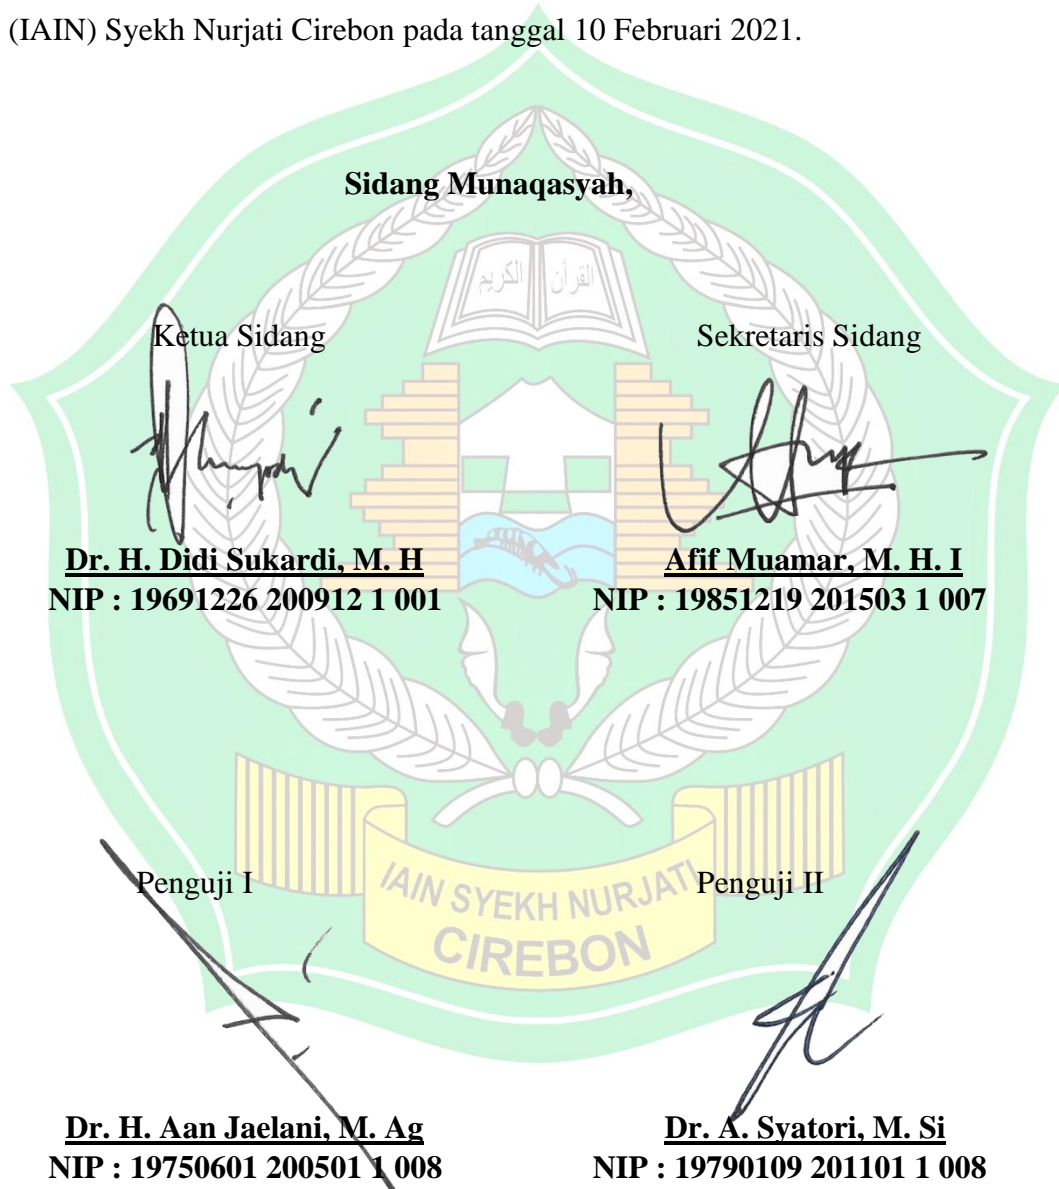 (IAIN) Syekh Nurjati Cirebon pada tanggal 10 Februari 2021.
Sidang Munaqasyah,
القرأن الكريم
Ketua Sidang
Sekretaris Sidang
Dr. H. Didi Sukardi, M. H
Afif Muamar, M. H. I
NIP : 19691226 200912 1 001
NIP : 19851219 201503 1 007
Penguji I
Penguji II
IAIN SYEKH NURJATI
CIREBON
Dr. H. Aan Jaelani, M. Ag
Dr. A. Syatori, M. Si
NIP : 19750601 200501 1 008
NIP : 19790109 201101 1 008